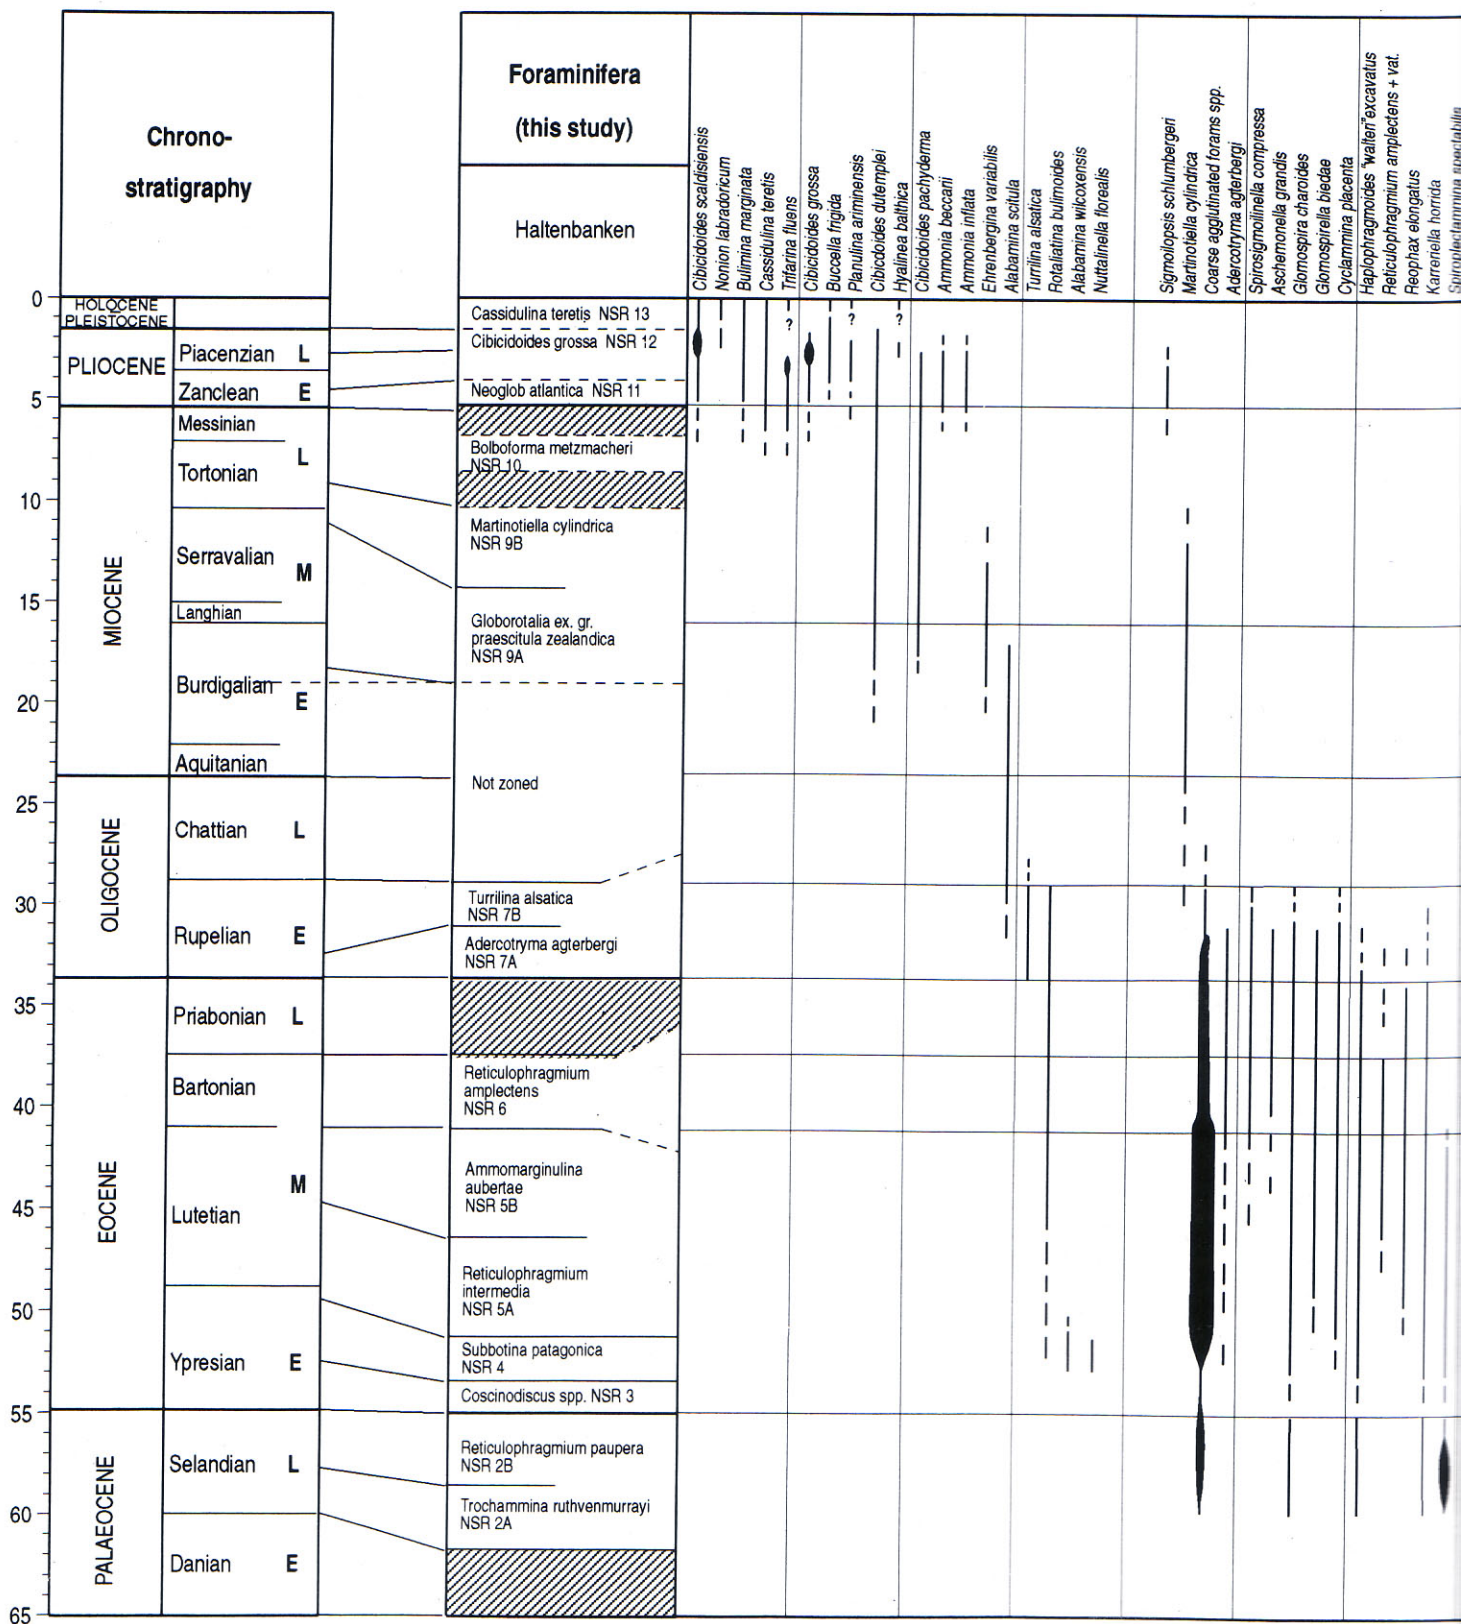 Chrono-
stratigraphy
Foraminifera
(this study)
Haltenbanken
Cibicidoides scaldisiensis
Nonion labradoricum
Bulimina marginata
Cassidulina teretis
Trifarina fluens
Cibicidoides grossa
Buccella frigida
Planulina ariminensis
Cibicdoides dutemplei
Hyalinea balthica
Cibicidoides pachyderma
Ammonia beccarii
Ammonia inflata
Ehrenbergina variabilis
Alabamina scitula
Turrilina alsatica
Rotaliatina bulimoides
Alabamina wilcoxensis
Nuttalinella florealis
Sigmoilopsis schlumbergeri
Martinotiella cylindrica
Coarse agglutinated forams spp.
Adercotryma agterbergi
Spirosigmoilinella compressa
Aschemonella grandis
Glomospira charoides
Glomospirella biedae
Cyclammina placenta
Haplophragmoides "walteri" excavatus
Reticulophragmium amplectens + vat.
Reophax elongatus
Karreriella horrida
Spiroplectammina spectabilis
0
5
10
15
20
25
30
35
40
45
50
55
60
65
HOLOCENE
PLEISTOCENE
PLIOCENE
MIOCENE
OLIGOCENE
EOCENE
PALAEOCENE
Piacenzian L
Zanclean E
Messinian
L
Tortonian
Serravalian
M
Langhian
Burdigalian
E
Aquitanian
Chattian L
Rupelian E
Priabonian L
Bartonian
M
Lutetian
Ypresian E
Selandian L
Danian E
Cassidulina teretis NSR 13
Cibicidoides grossa NSR 12
Neoglob atlantica NSR 11
Bolboforma metzmacheri
NSR 10
Martinotiella cylindrica
NSR 9B
Globorotalia ex. gr.
praescitula zealandica
NSR 9A
Not zoned
Turrilina alsatica
NSR 7B
Adercotryma agterbergi
NSR 7A
Reticulophragmium
amplectens
NSR 6
Ammomarginulina
aubertae
NSR 5B
Reticulophragmium
intermedia
NSR 5A
Subbotina patagonica
NSR 4
Coscinodiscus spp. NSR 3
Reticulophragmium paupera
NSR 2B
Trochammina ruthvenmurrayi
NSR 2A
?
?
?